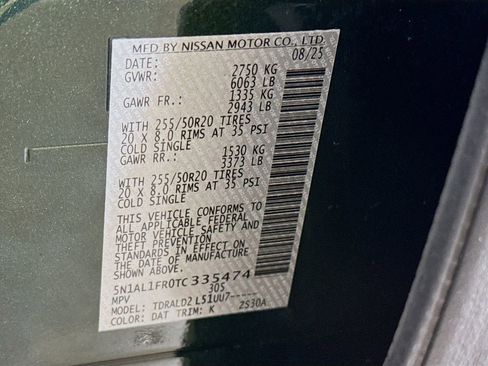 MFD BY NISSAN MOTOR CO., LTD.
DATE: 08/25
GVWR: 2750 KG
6063 LB
GAWR FR.: 1335 KG
2943 LB
WITH 255/50R20 TIRES
20 X 8.0 RIMS AT 35 PSI
COLD SINGLE
GAWR RR.: 1530 KG
3373 LB
WITH 255/50R20 TIRES
20 X 8.0 RIMS AT 35 PSI
COLD SINGLE
THIS VEHICLE CONFORMS TO
ALL APPLICABLE FEDERAL
MOTOR VEHICLE SAFETY AND
THEFT PREVENTION
STANDARDS IN EFFECT ON
THE DATE OF MANUFACTURE
SHOWN ABOVE.
5N1AL1FR0TC335474
MPV 305
MODEL: TDRALD2 L51UU7-----
COLOR: DAT TRIM: K ZS30A